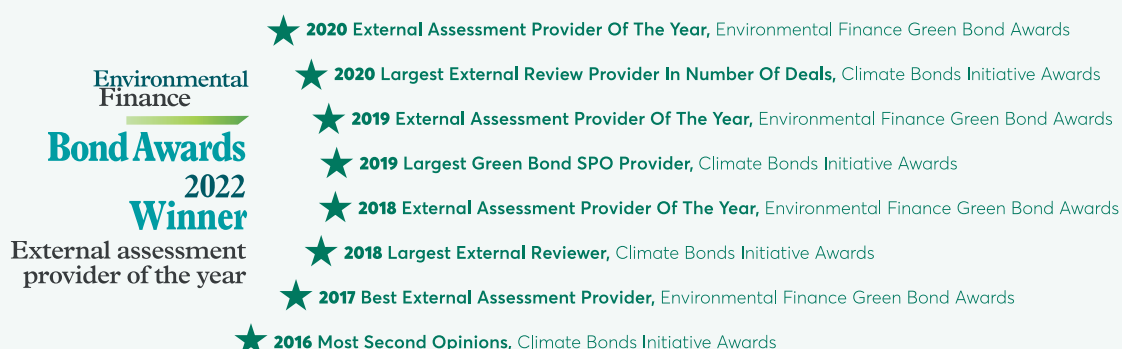 Environmental
Finance
Bond Awards
2022
Winner
External assessment
provider of the year
2020 External Assessment Provider Of The Year, Environmental Finance Green Bond Awards
2020 Largest External Review Provider In Number Of Deals, Climate Bonds Initiative Awards
2019 External Assessment Provider Of The Year, Environmental Finance Green Bond Awards
2019 Largest Green Bond SPO Provider, Climate Bonds Initiative Awards
2018 External Assessment Provider Of The Year, Environmental Finance Green Bond Awards
2018 Largest External Reviewer, Climate Bonds Initiative Awards
2017 Best External Assessment Provider, Environmental Finance Green Bond Awards
2016 Most Second Opinions, Climate Bonds Initiative Awards